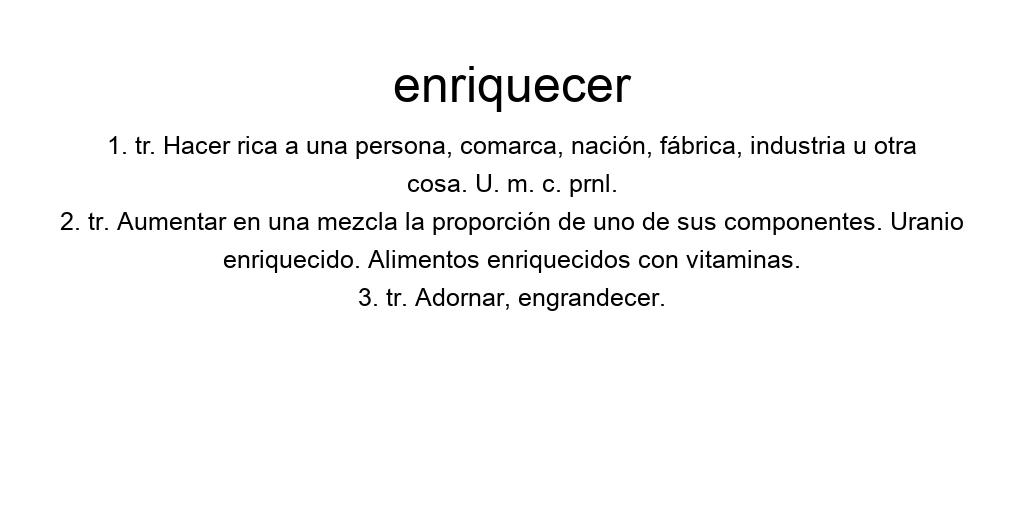 enriquecer
1. tr. Hacer rica a una persona, comarca, nación, fábrica, industria u otra
cosa. U. m. c. prnl.
2. tr. Aumentar en una mezcla la proporción de uno de sus componentes. Uranio
enriquecido. Alimentos enriquecidos con vitaminas.
3. tr. Adornar, engrandecer.